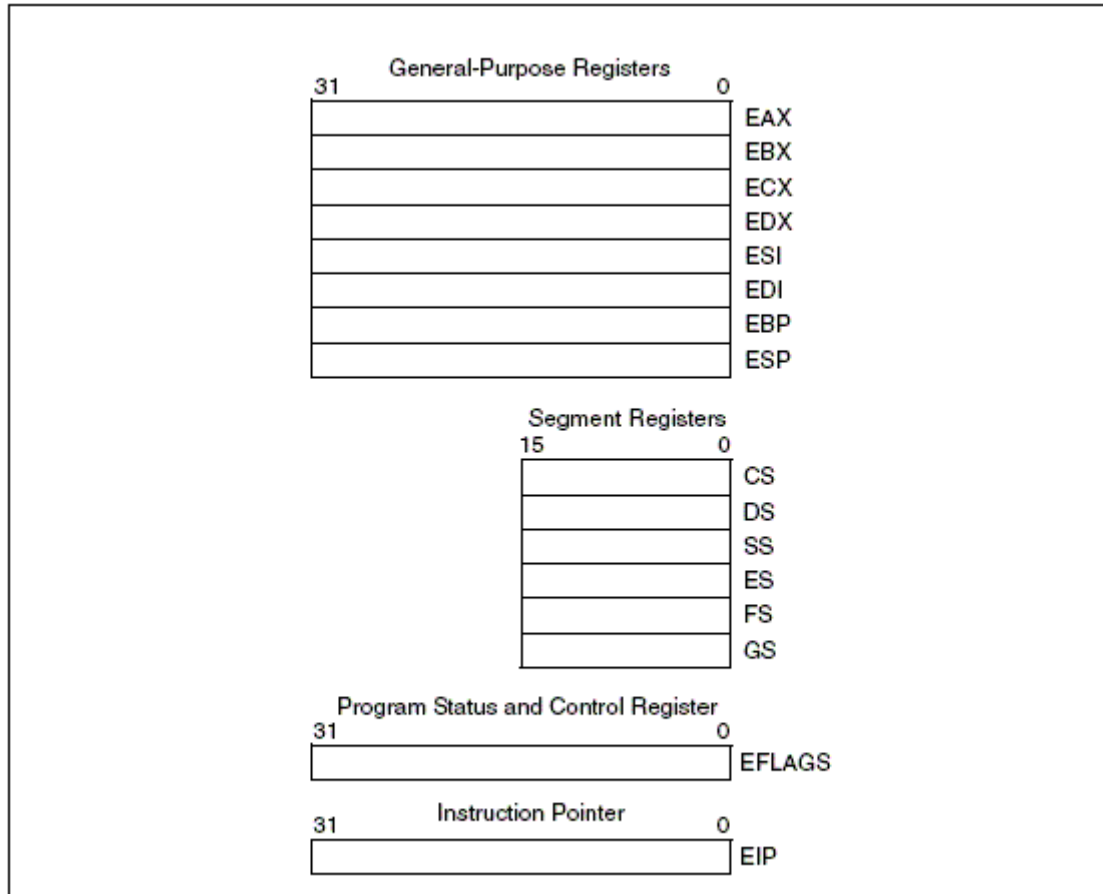 General-Purpose Registers
31 0
EAX
EBX
ECX
EDX
ESI
EDI
EBP
ESP
Segment Registers
15 0
CS
DS
SS
ES
FS
GS
Program Status and Control Register
31 0
EFLAGS
Instruction Pointer
31 0
EIP